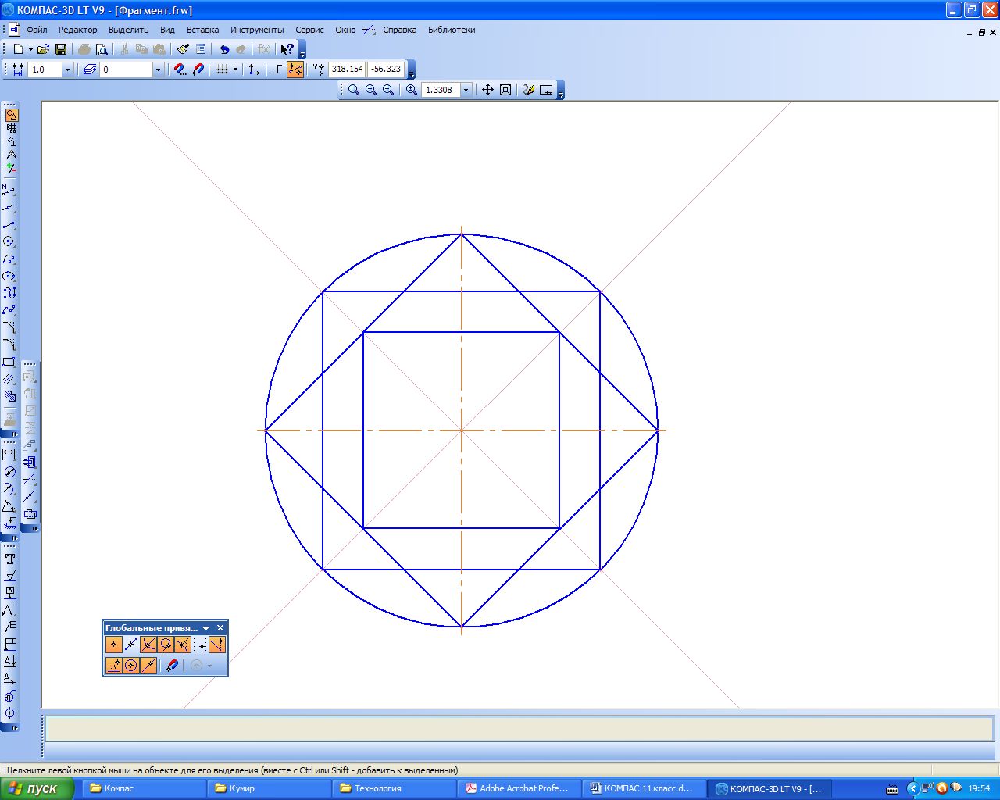 КОМПАС-3D LT V9 - [Фрагмент.frw]
Файл Редактор Выделить Вид Вставка Инструменты Сервис Окно Справка Библиотеки
f(x)
1.0 0 318.154 -56.323
1.3308
Глобальные привя...
Щелкните левой кнопкой мыши на объекте для его выделения (вместе с Ctrl или Shift - добавить к выделенным)
пуск Компас Кумир Технология Adobe Acrobat Profe... КОМПАС 11 класс.d... КОМПАС-3D LT V9 - [... 19:54